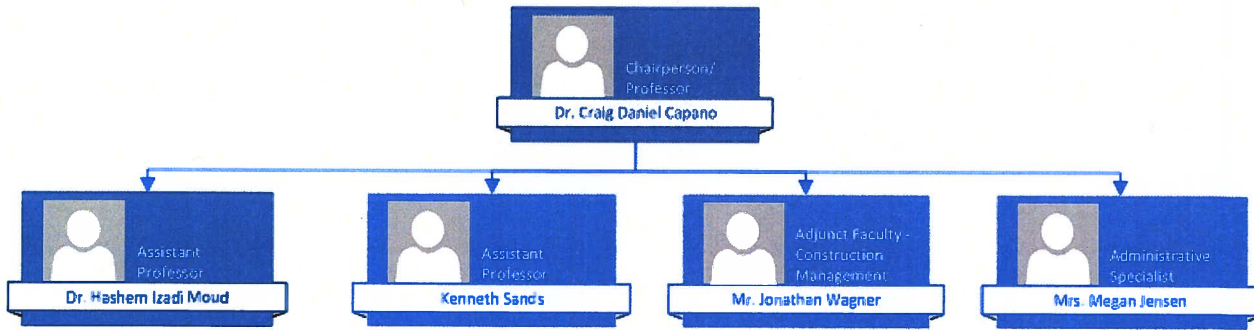 Chairperson/
Professor
Dr. Craig Daniel Capano
Assistant
Professor
Dr. Hashem Izadi Moud
Assistant
Professor
Kenneth Sands
Adjunct Faculty -
Construction
Management
Mr. Jonathan Wagner
Administrative
Specialist
Mrs. Megan Jensen